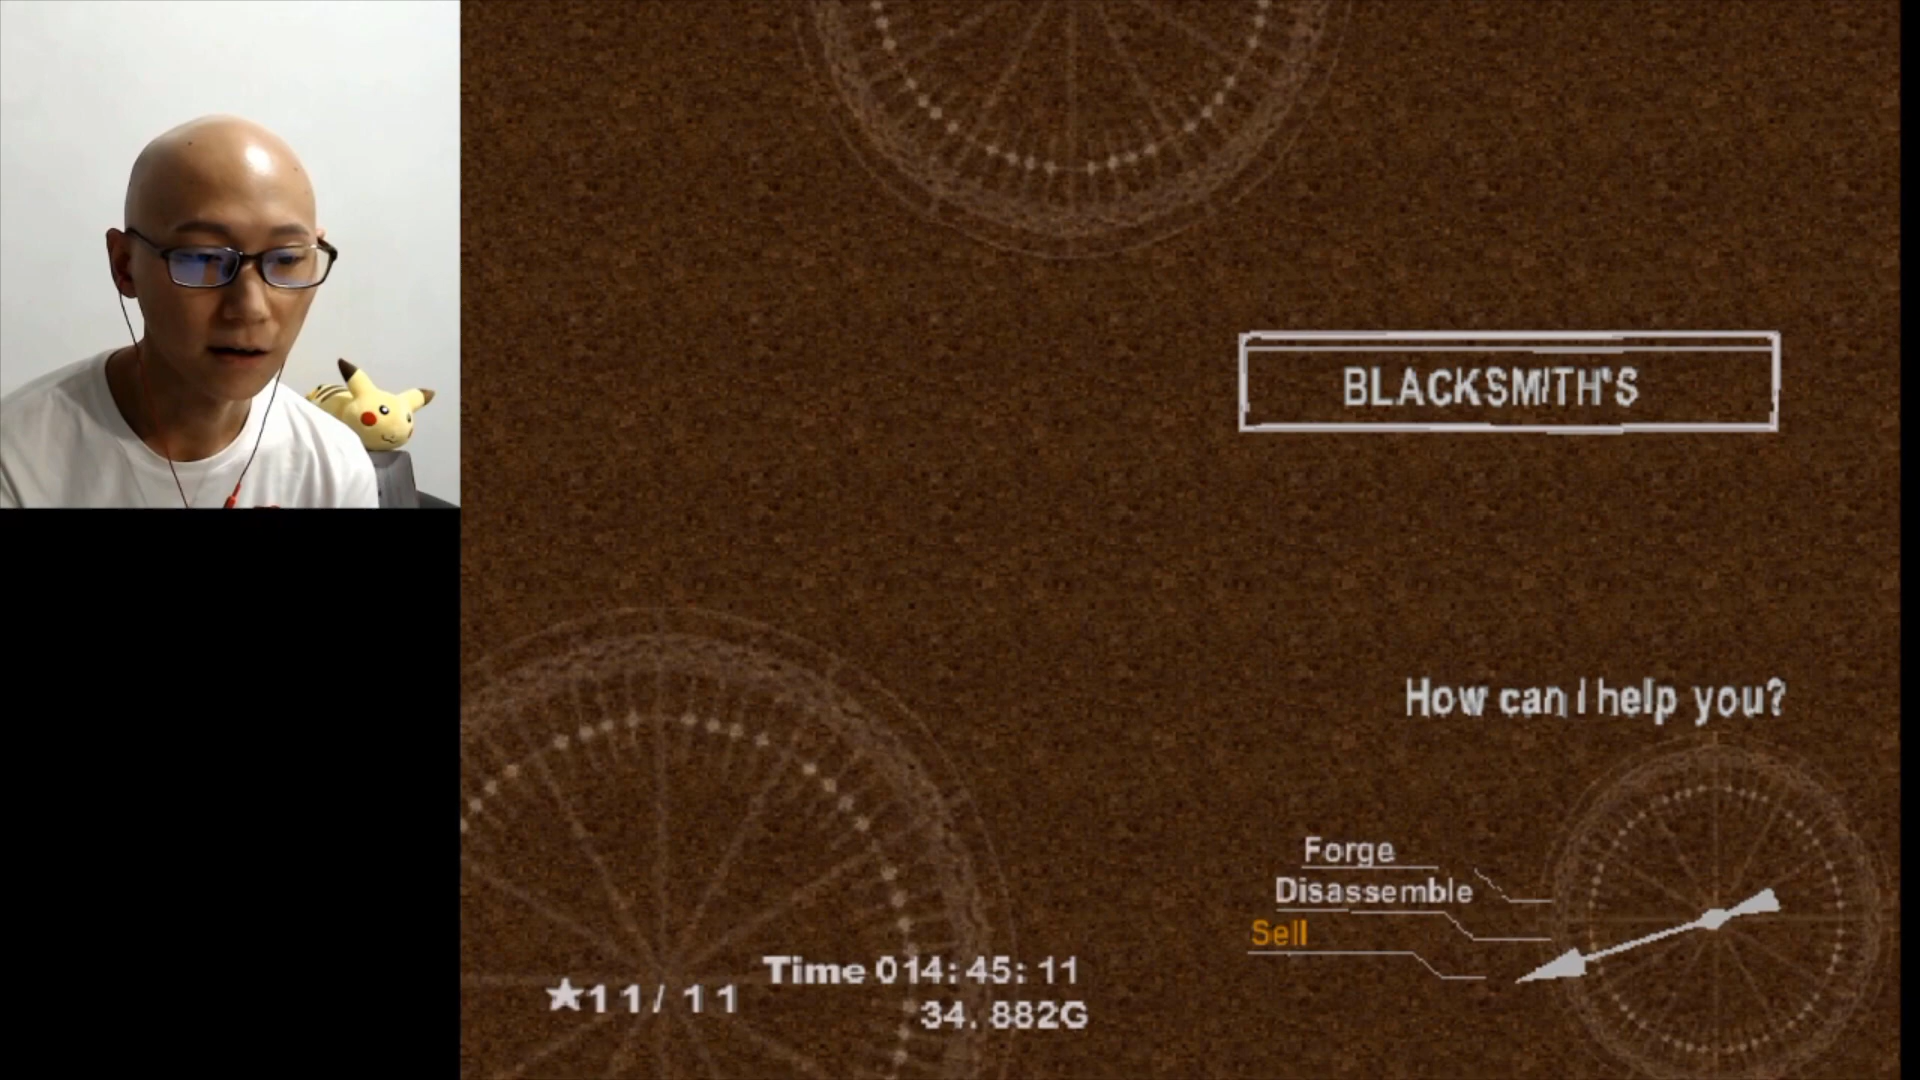 BLACKSMITH'S
How can I help you?
Forge
Disassemble
Sell
Time 014:45:11
★11/11
34.882G